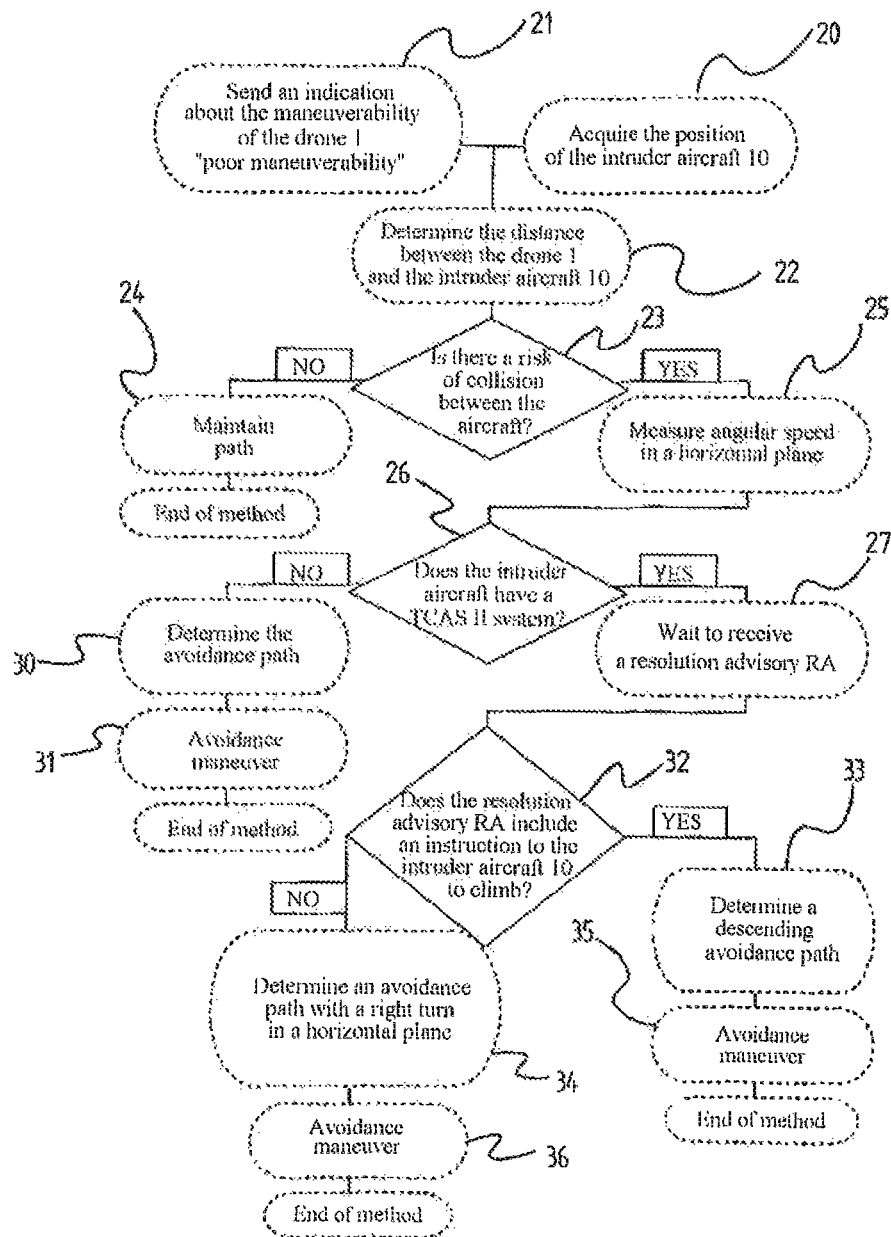 21
20
Send an indication
about the maneuverability
of the drone 1
"poor maneuverability"
Acquire the position
of the intruder aircraft 10
Determine the distance
between the drone 1
and the intruder aircraft 10
22
24
23
25
NO
Is there a risk
of collision
between the
aircraft?
YES
Maintain
path
Measure angular speed
in a horizontal plane
End of method
26
27
NO
Does the intruder
aircraft have a
TCAS II system?
YES
30
Determine the
avoidance path
Wait to receive
a resolution advisory RA
31
Avoidance
maneuver
End of method
32
33
Does the resolution
advisory RA include
an instruction to the
intruder aircraft 10
to climb?
YES
NO
35
Determine a
descending
avoidance path
Determine an avoidance
path with a right turn
in a horizontal plane
34
Avoidance
maneuver
End of method
Avoidance
maneuver
36
End of method